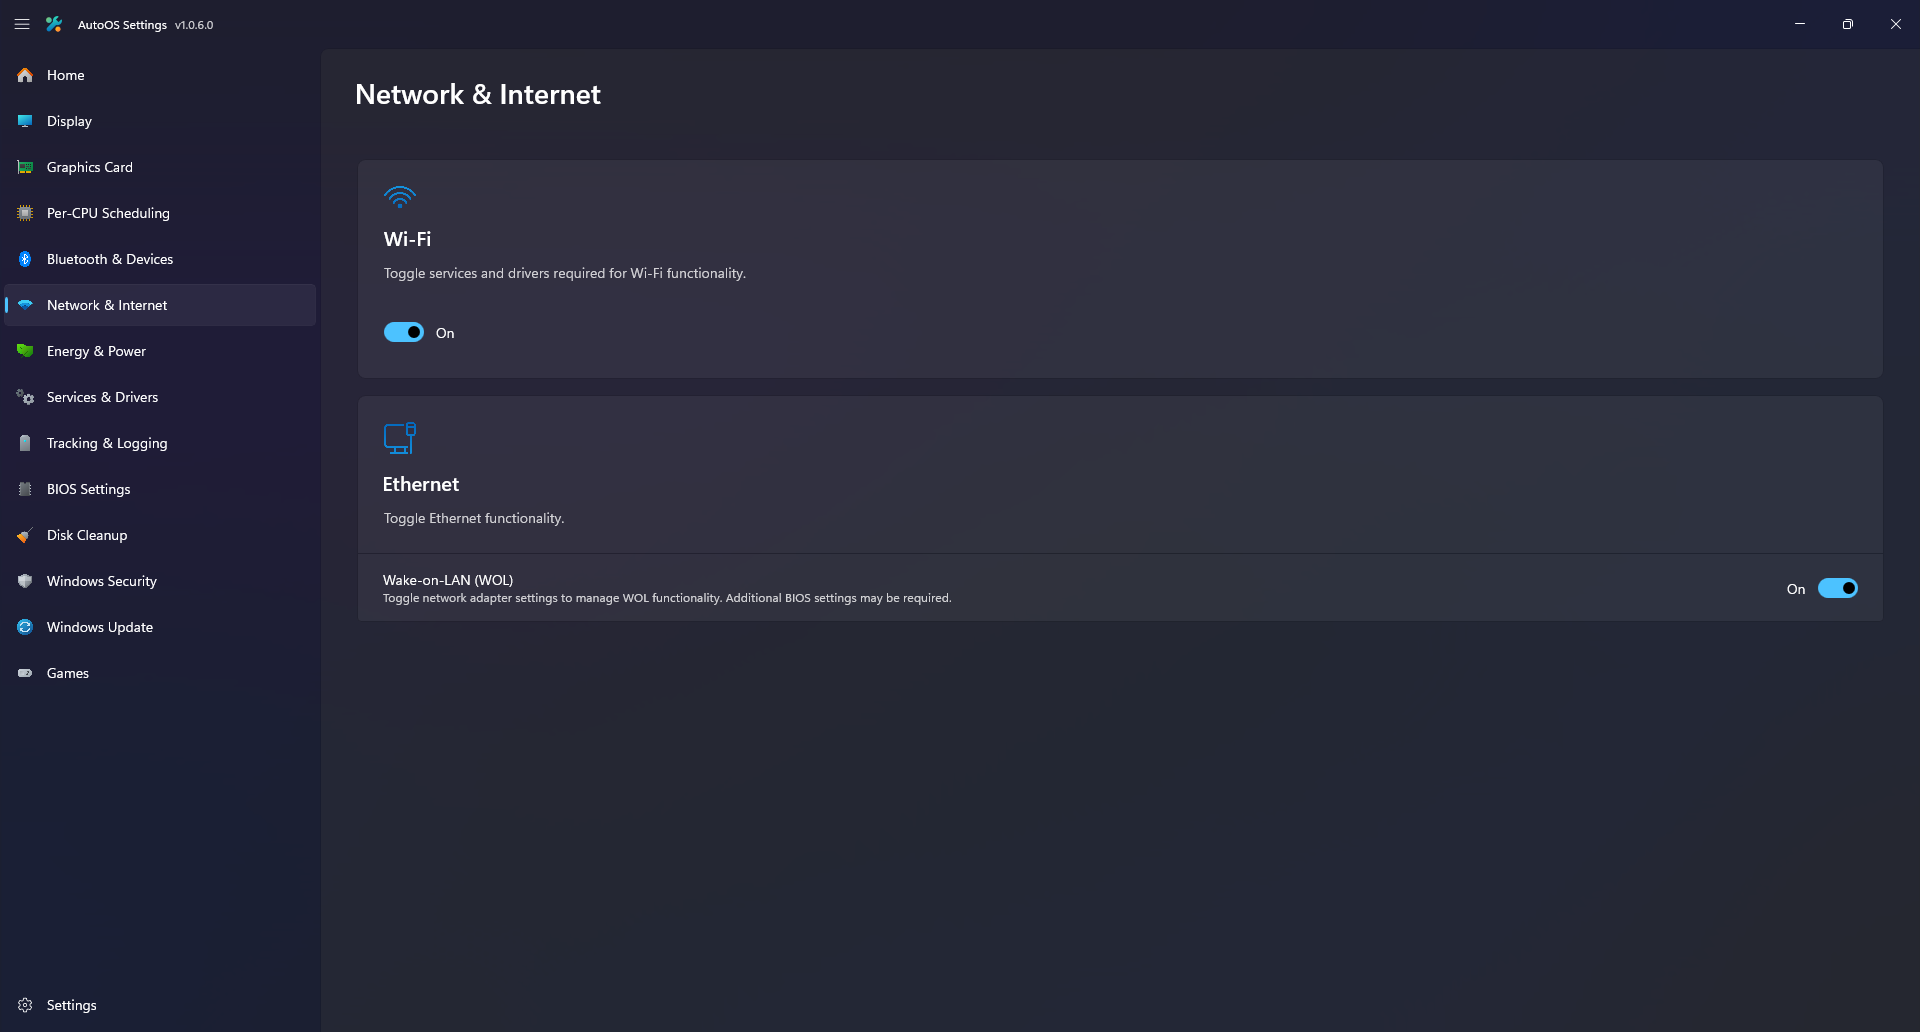 AutoOS Settings v1.0.6.0
Home
Display
Graphics Card
Per-CPU Scheduling
Bluetooth & Devices
Network & Internet
Energy & Power
Services & Drivers
Tracking & Logging
BIOS Settings
Disk Cleanup
Windows Security
Windows Update
Games
Settings
Network & Internet
Wi-Fi
Toggle services and drivers required for Wi-Fi functionality.
On
Ethernet
Toggle Ethernet functionality.
Wake-on-LAN (WOL)
Toggle network adapter settings to manage WOL functionality. Additional BIOS settings may be required.
On